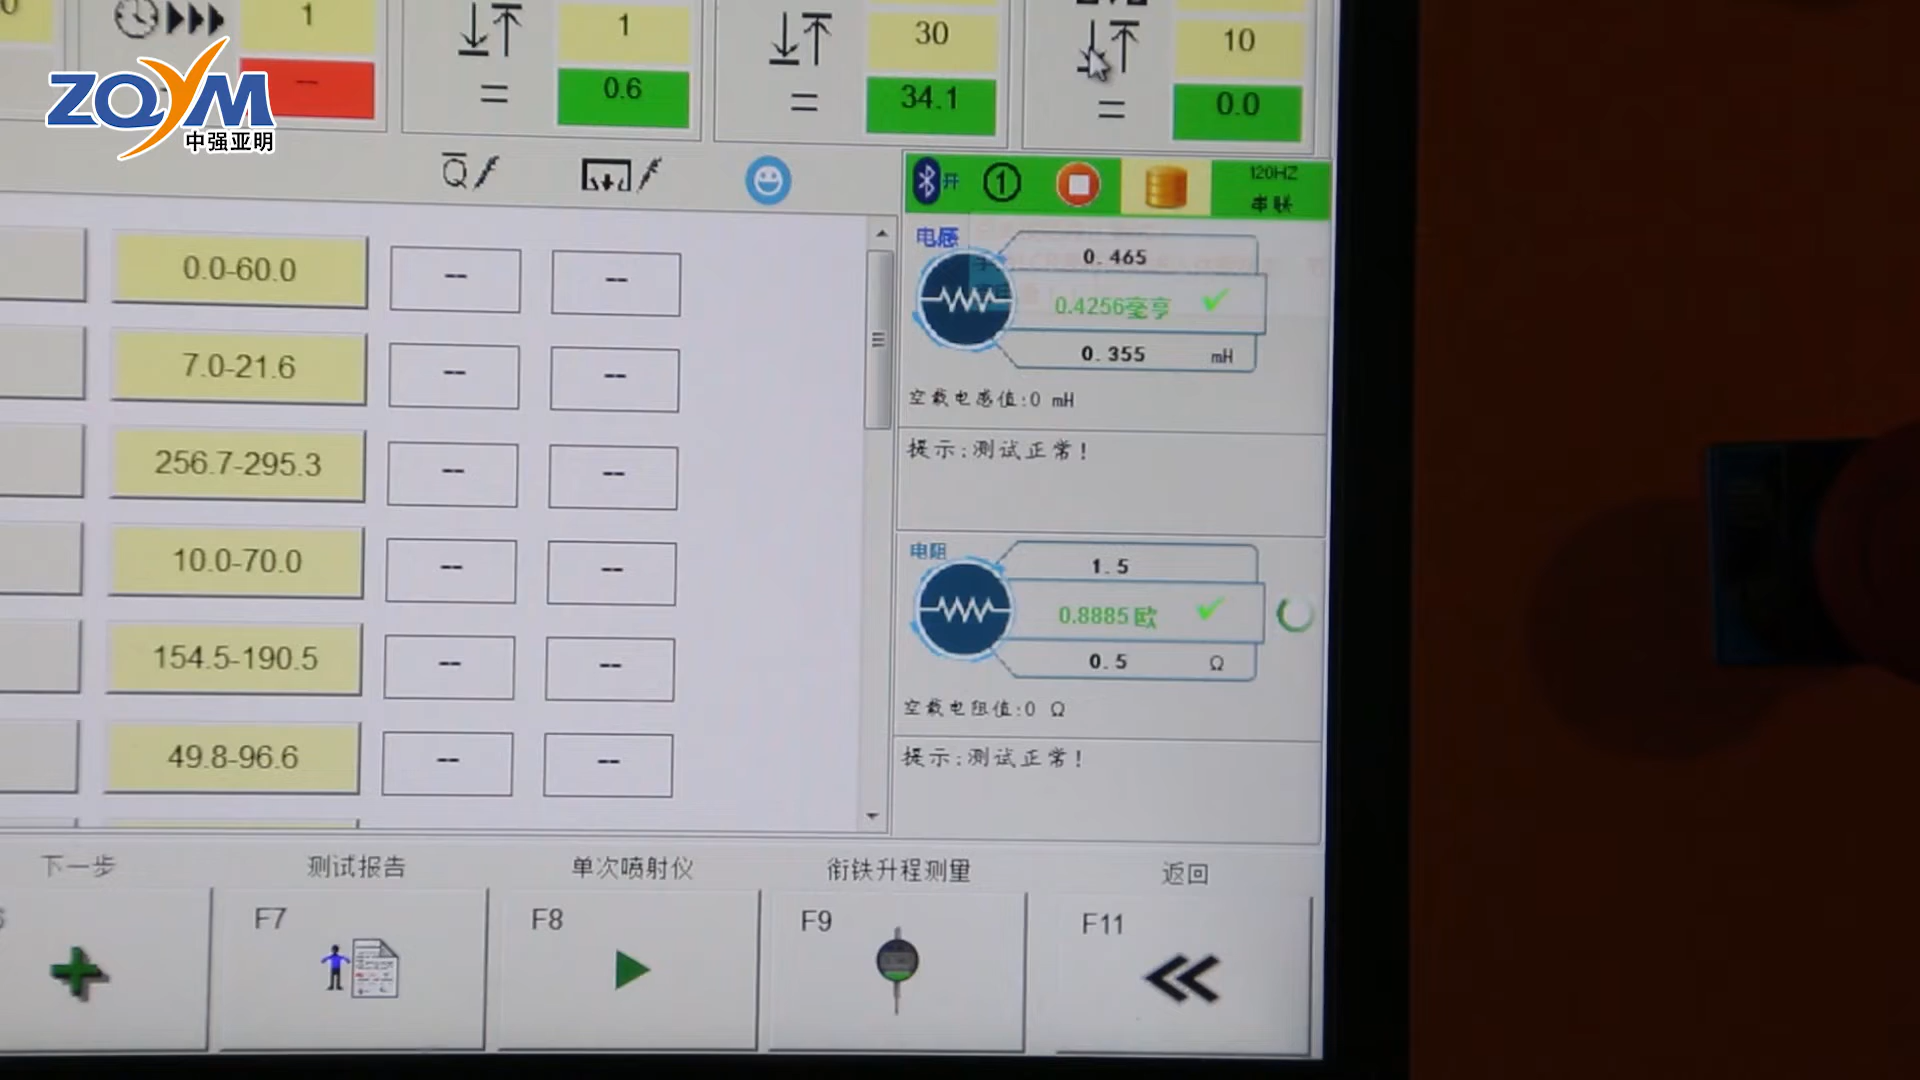 1
1
30
10
--
0.6
34.1
0.0
=
=
=
ZQYM
中强亚明
Q
开
1
120HZ
串联
电感
0.465
0.4256毫亨
0.355 mH
空载电感值:0 mH
提示:测试正常!
电阻
1.5
0.8885欧
0.5 Ω
空载电阻值:0 Ω
提示:测试正常!
0.0-60.0 -- --
7.0-21.6 -- --
256.7-295.3 -- --
10.0-70.0 -- --
154.5-190.5 -- --
49.8-96.6 -- --
下一步
测试报告
单次喷射仪
衔铁升程测量
返回
F7
F8
F9
F11